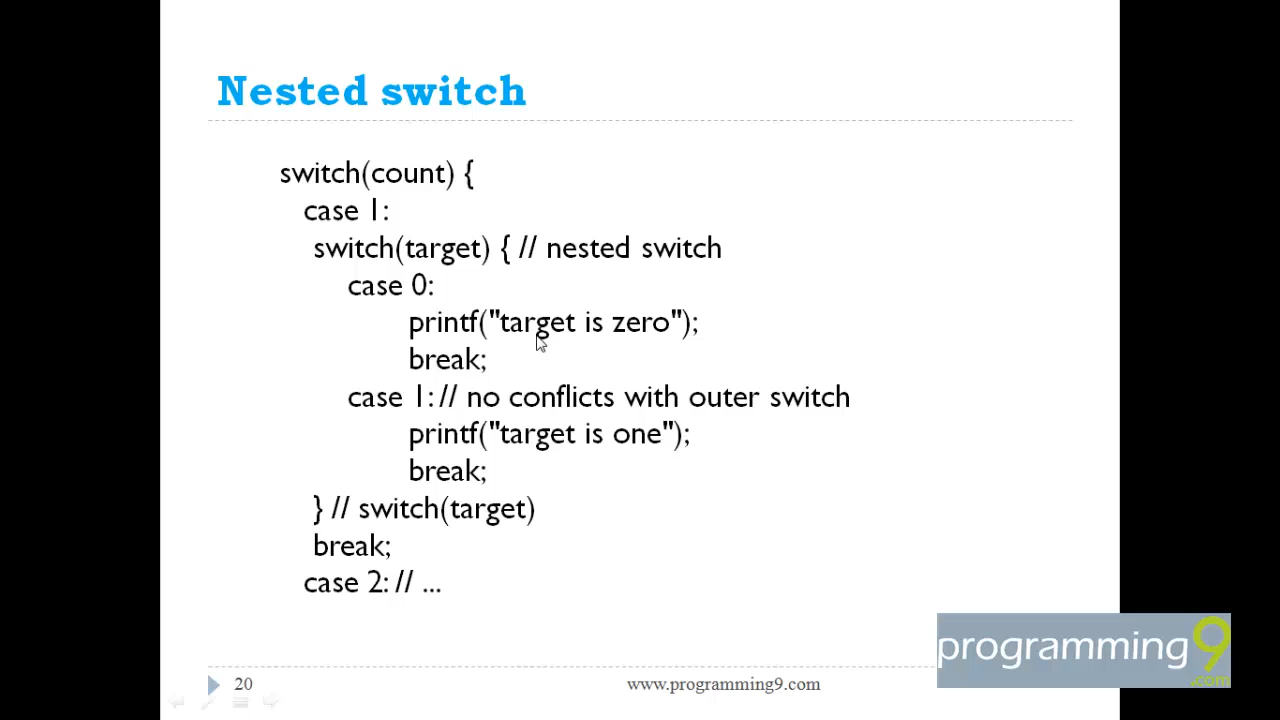 Nested switch
switch(count) {
case 1:
switch(target) { // nested switch
case 0:
printf("target is zero");
break;
case 1: // no conflicts with outer switch
printf("target is one");
break;
} // switch(target)
break;
case 2: // ...
programming9
.com
20
www.programming9.com